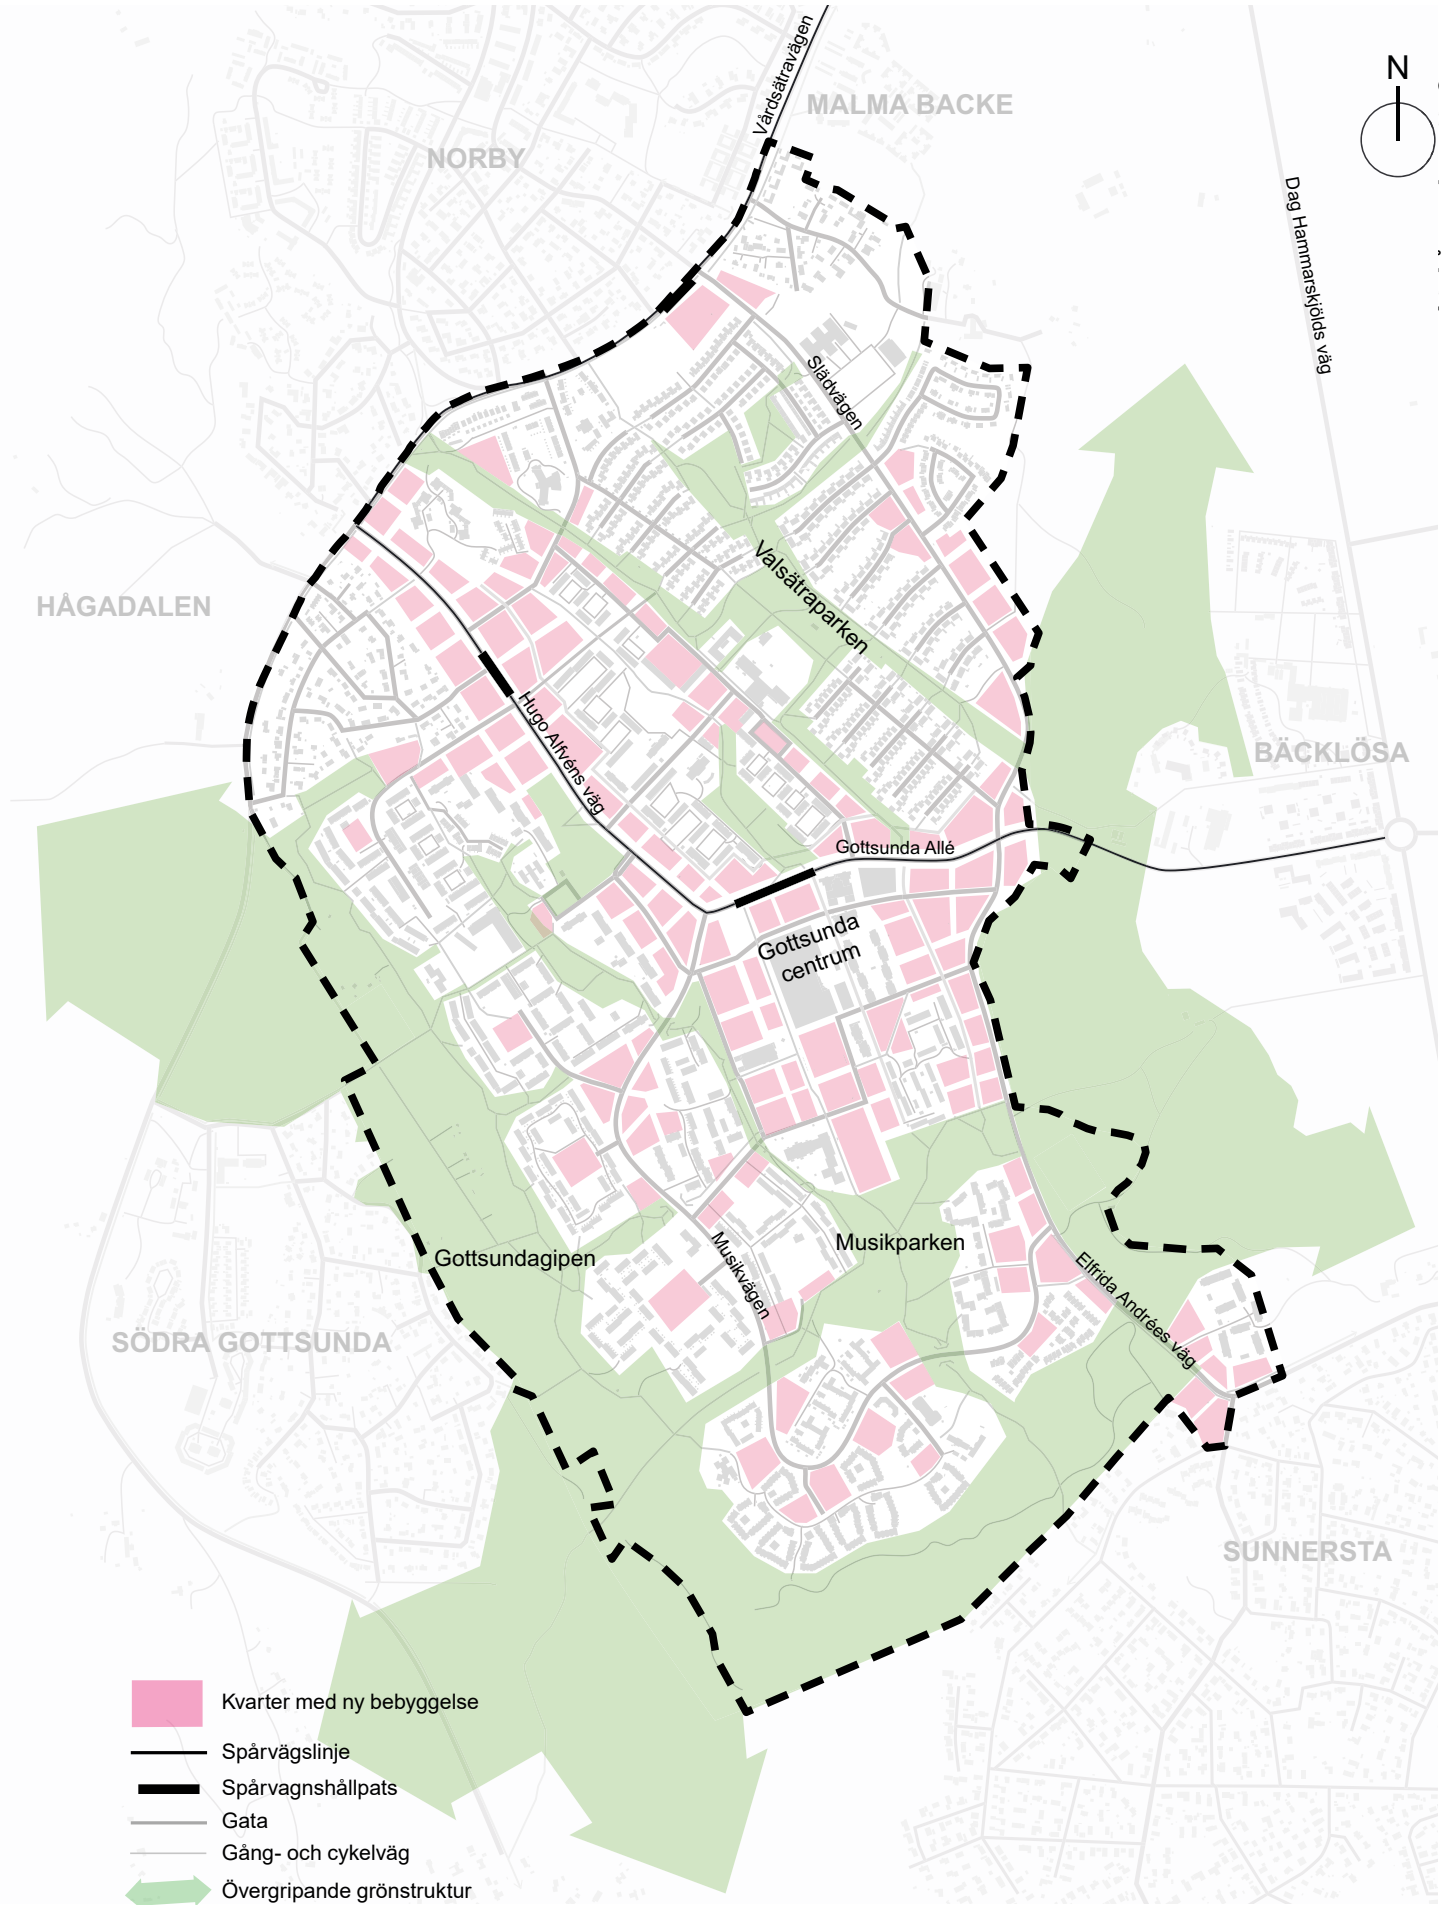 Vårdsätravägen
MALMA BACKE
N
NORBY
Dag Hammarskjölds väg
Slädvägen
Valsätraparken
HÅGADALEN
Hugo Alfvéns väg
BÄCKLÖSA
Gottsunda Allé
Gottsunda
centrum
Gottsundagipen
Musikvägen
Musikparken
Elfrida Andrées väg
SÖDRA GOTTSUNDA
SUNNERSTA
Kvarter med ny bebyggelse
Spårvägslinje
Spårvagnshållpats
Gata
Gång- och cykelväg
Övergripande grönstruktur